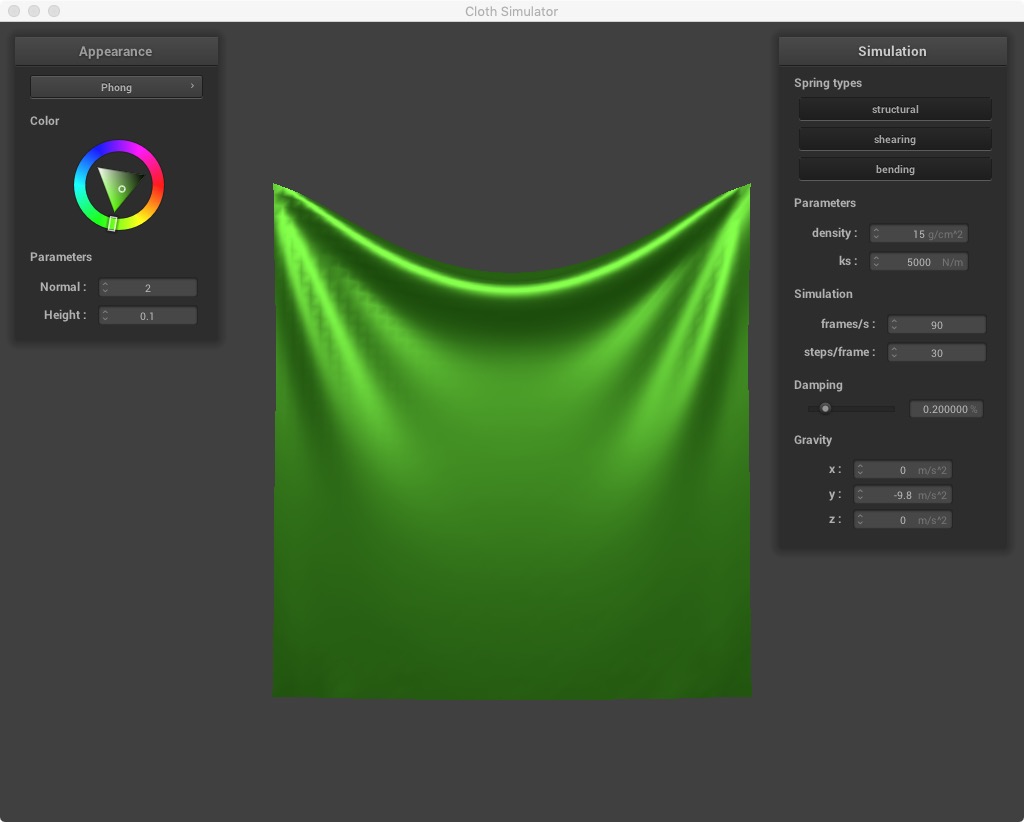 Cloth Simulator
Appearance
Phong
Color
Parameters
Normal : 2
Height : 0.1
Simulation
Spring types
structural
shearing
bending
Parameters
density : 15 g/cm^2
ks : 5000 N/m
Simulation
frames/s : 90
steps/frame : 30
Damping
0.200000 %
Gravity
x : 0 m/s^2
y : -9.8 m/s^2
z : 0 m/s^2